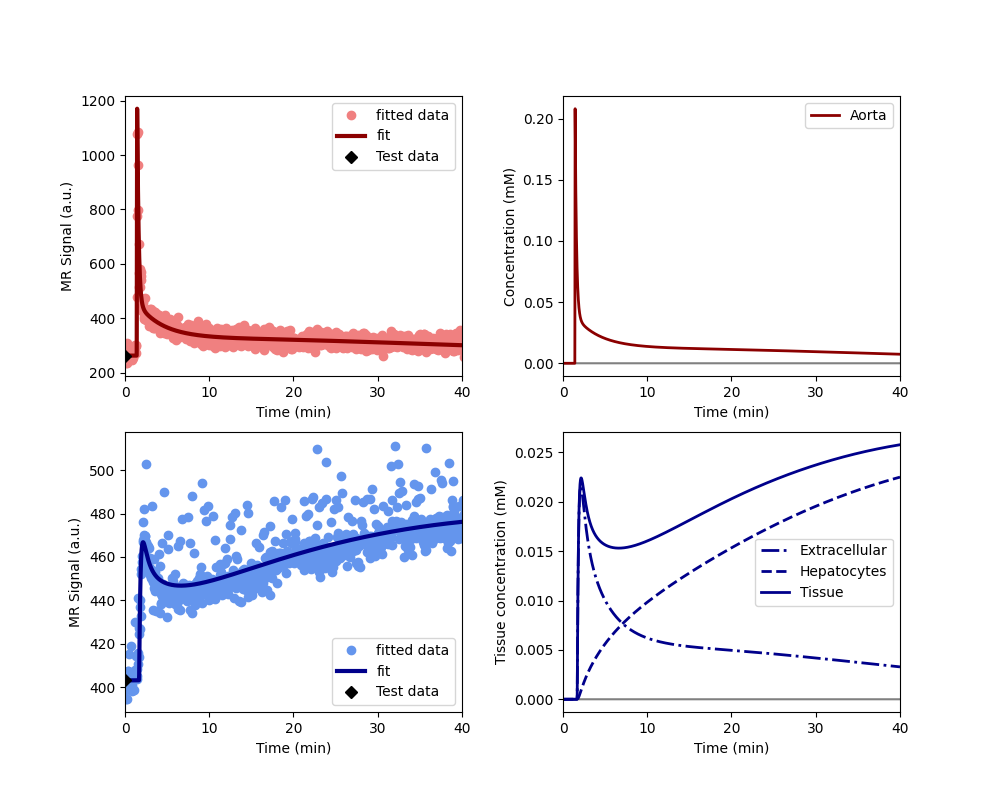 1200
1000
800
600
400
200
MR Signal (a.u.)
0
10
20
30
40
Time (min)
fitted data
fit
Test data
0.20
0.15
0.10
0.05
0.00
Concentration (mM)
0
10
20
30
40
Time (min)
Aorta
500
480
460
440
420
400
MR Signal (a.u.)
0
10
20
30
40
Time (min)
fitted data
fit
Test data
0.025
0.020
0.015
0.010
0.005
0.000
Tissue concentration (mM)
0
10
20
30
40
Time (min)
Extracellular
Hepatocytes
Tissue